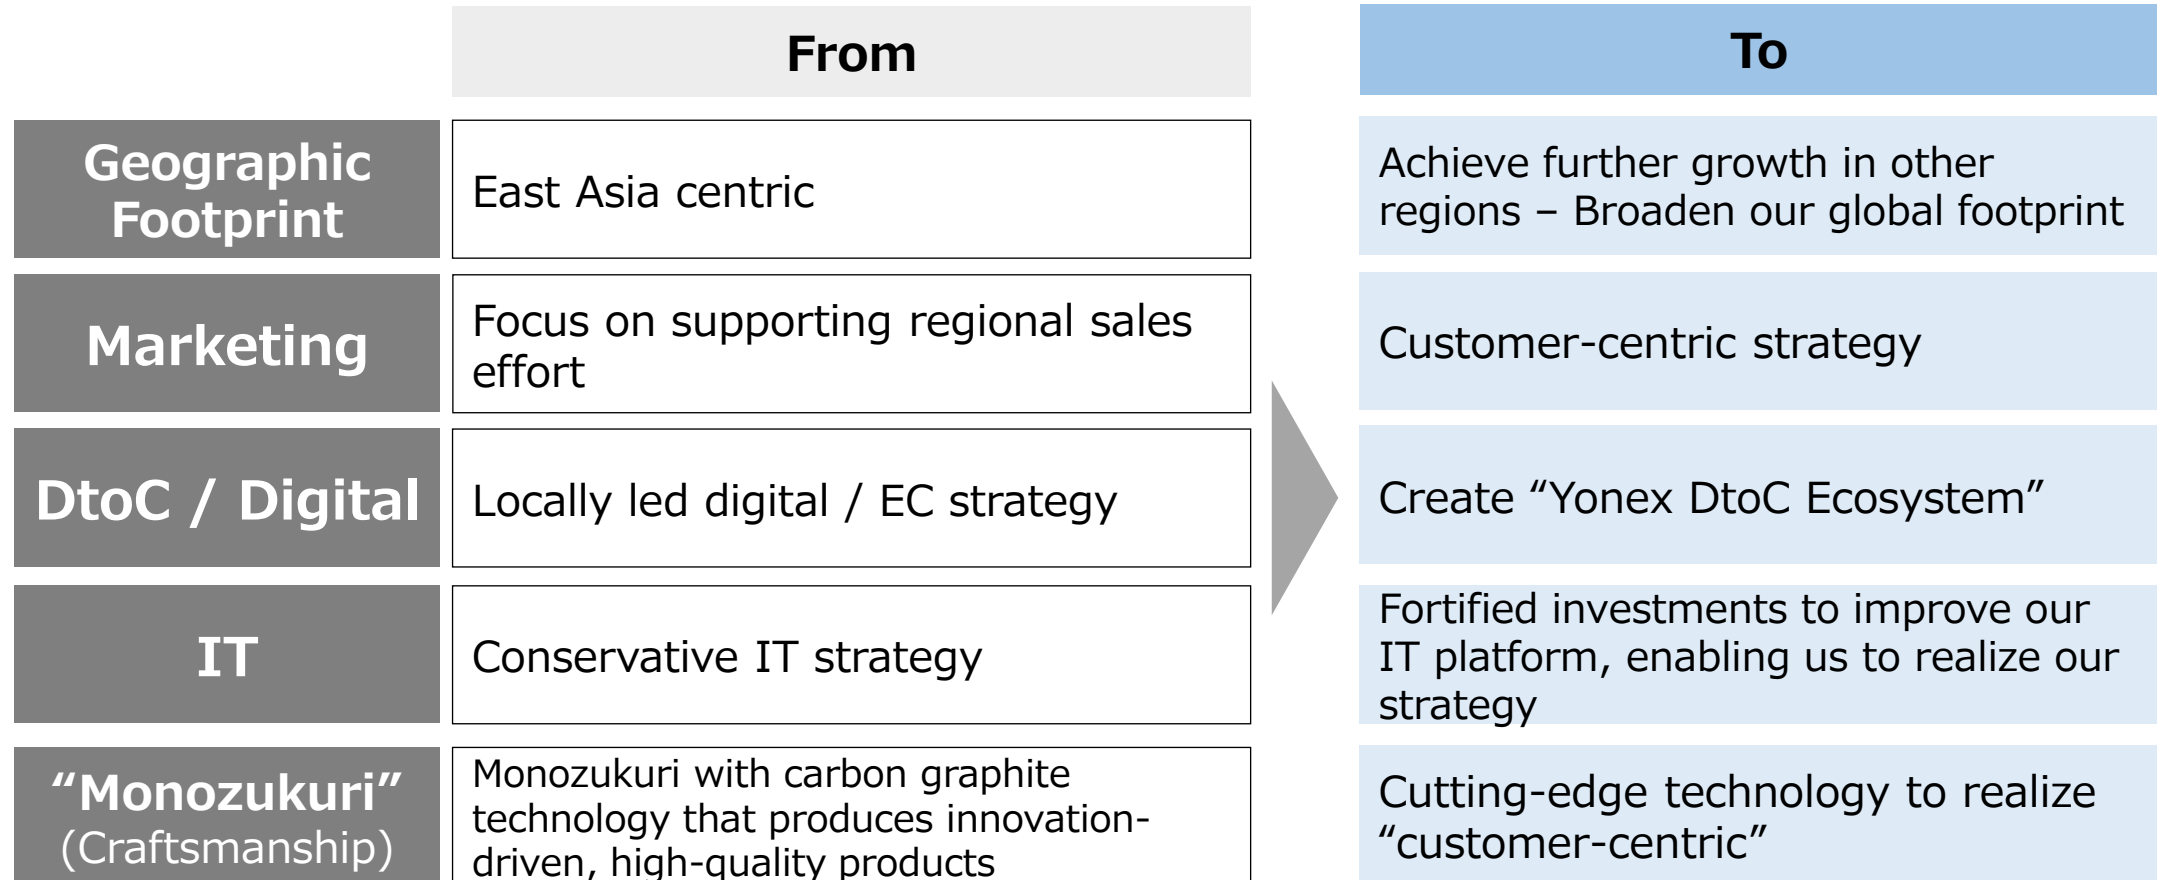 From
To
Geographic
Footprint
East Asia centric
Achieve further growth in other
regions – Broaden our global footprint
Marketing
Focus on supporting regional sales
effort
Customer-centric strategy
DtoC / Digital
Locally led digital / EC strategy
Create “Yonex DtoC Ecosystem”
IT
Conservative IT strategy
Fortified investments to improve our
IT platform, enabling us to realize our
strategy
“Monozukuri”
(Craftsmanship)
Monozukuri with carbon graphite
technology that produces innovation-
driven, high-quality products
Cutting-edge technology to realize
“customer-centric”